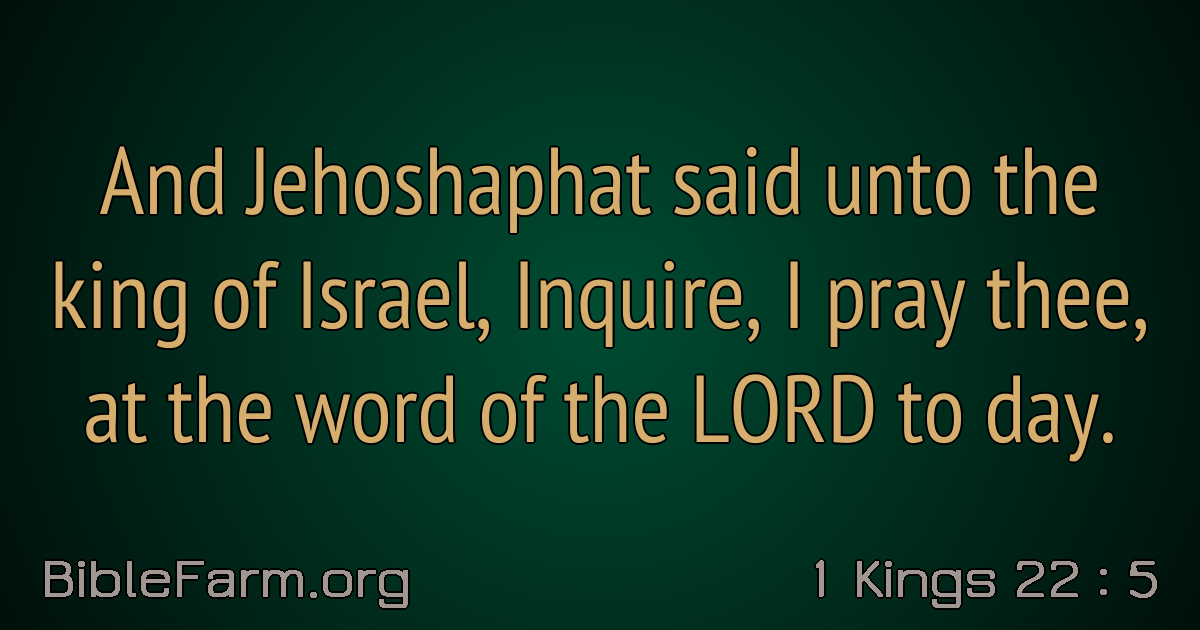 And Jehoshaphat said unto the
king of Israel, Inquire, I pray thee,
at the word of the LORD to day.
BibleFarm.org
1 Kings 22 : 5